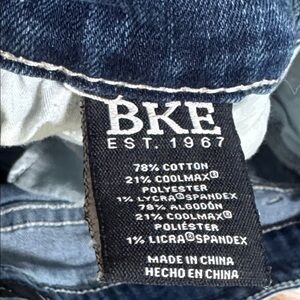 BKE
EST. 1967
78% COTTON
21% COOLMAX®
POLYESTER
1% LYCRA® SPANDEX
78% ALGODÓN
21% COOLMAX®
POLIÉSTER
1% LICRA® SPANDEX
MADE IN CHINA
HECHO EN CHINA